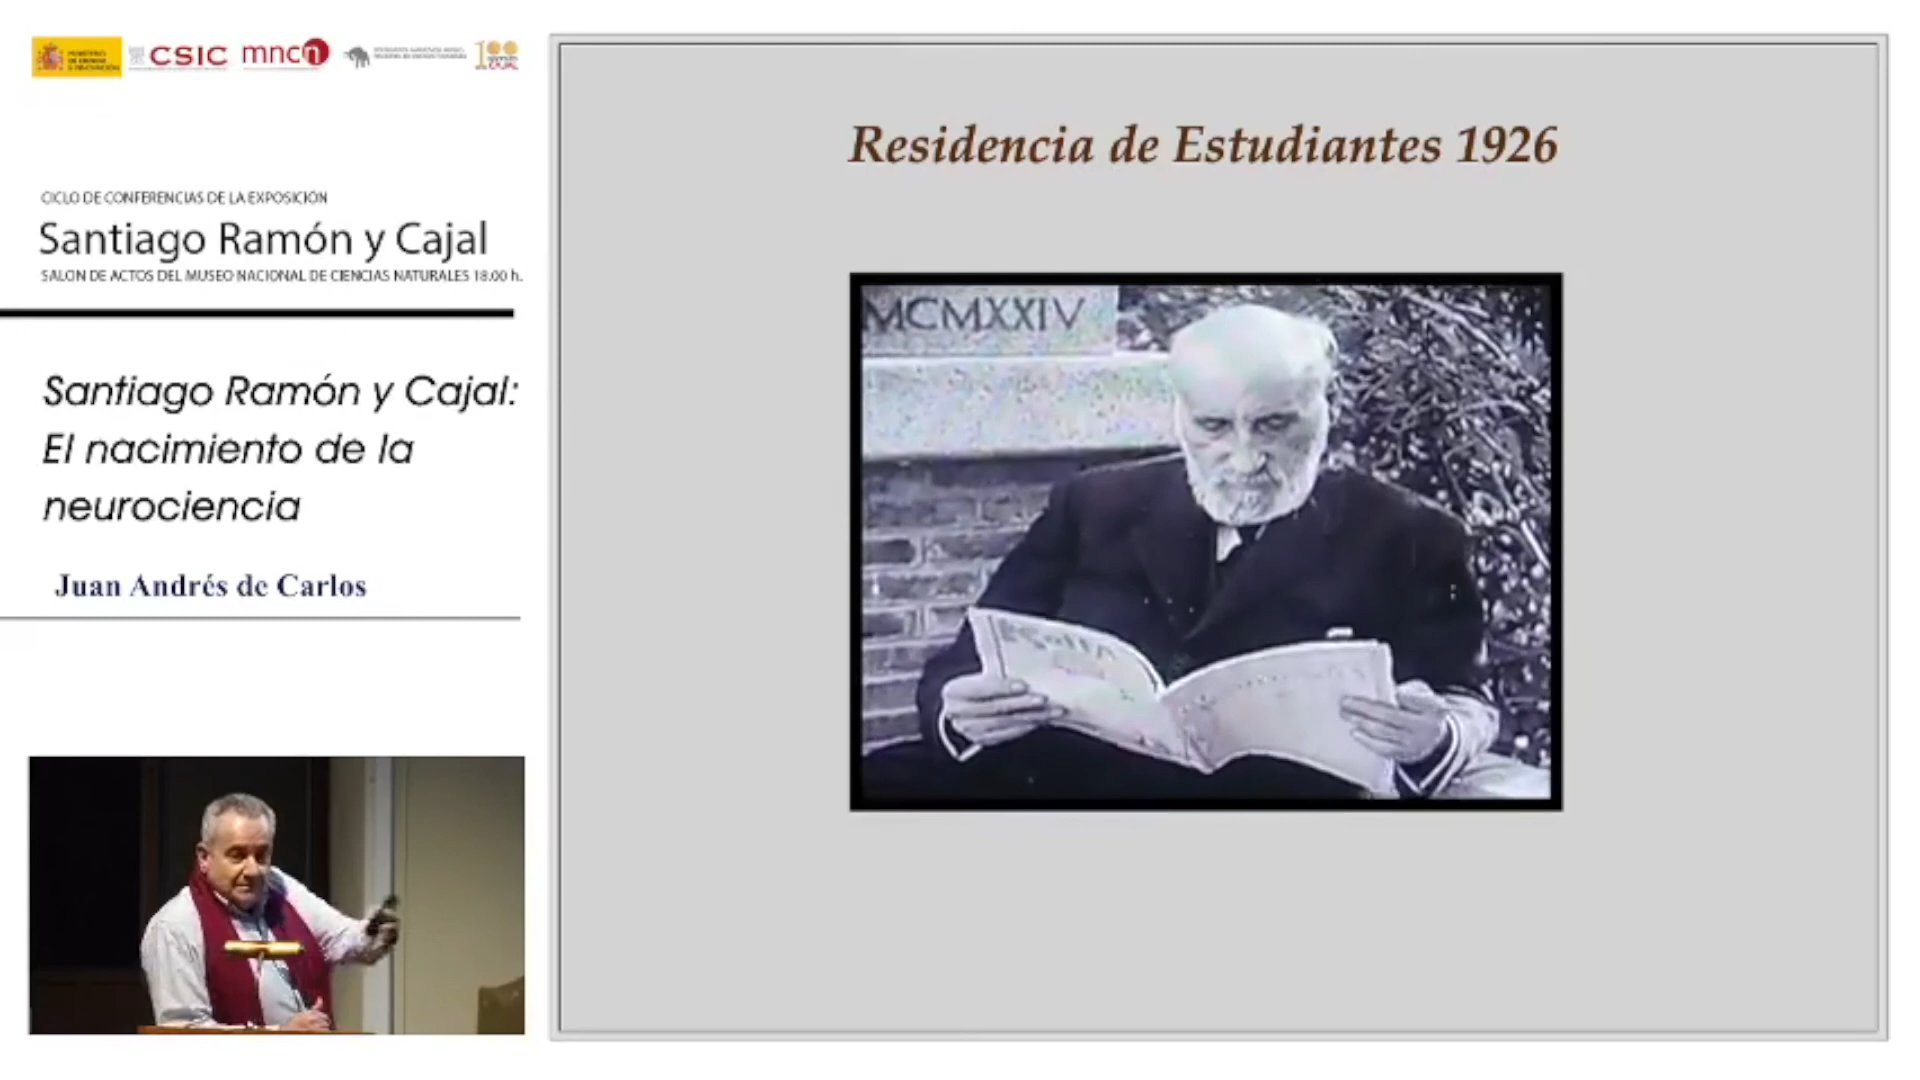 CSIC
mncn
CICLO DE CONFERENCIAS DE LA EXPOSICIÓN
Santiago Ramón y Cajal
SALON DE ACTOS DEL MUSEO NACIONAL DE CIENCIAS NATURALES 18.00 h.
Santiago Ramón y Cajal:
El nacimiento de la
neurociencia
Juan Andrés de Carlos
Residencia de Estudiantes 1926
MCMXXIV